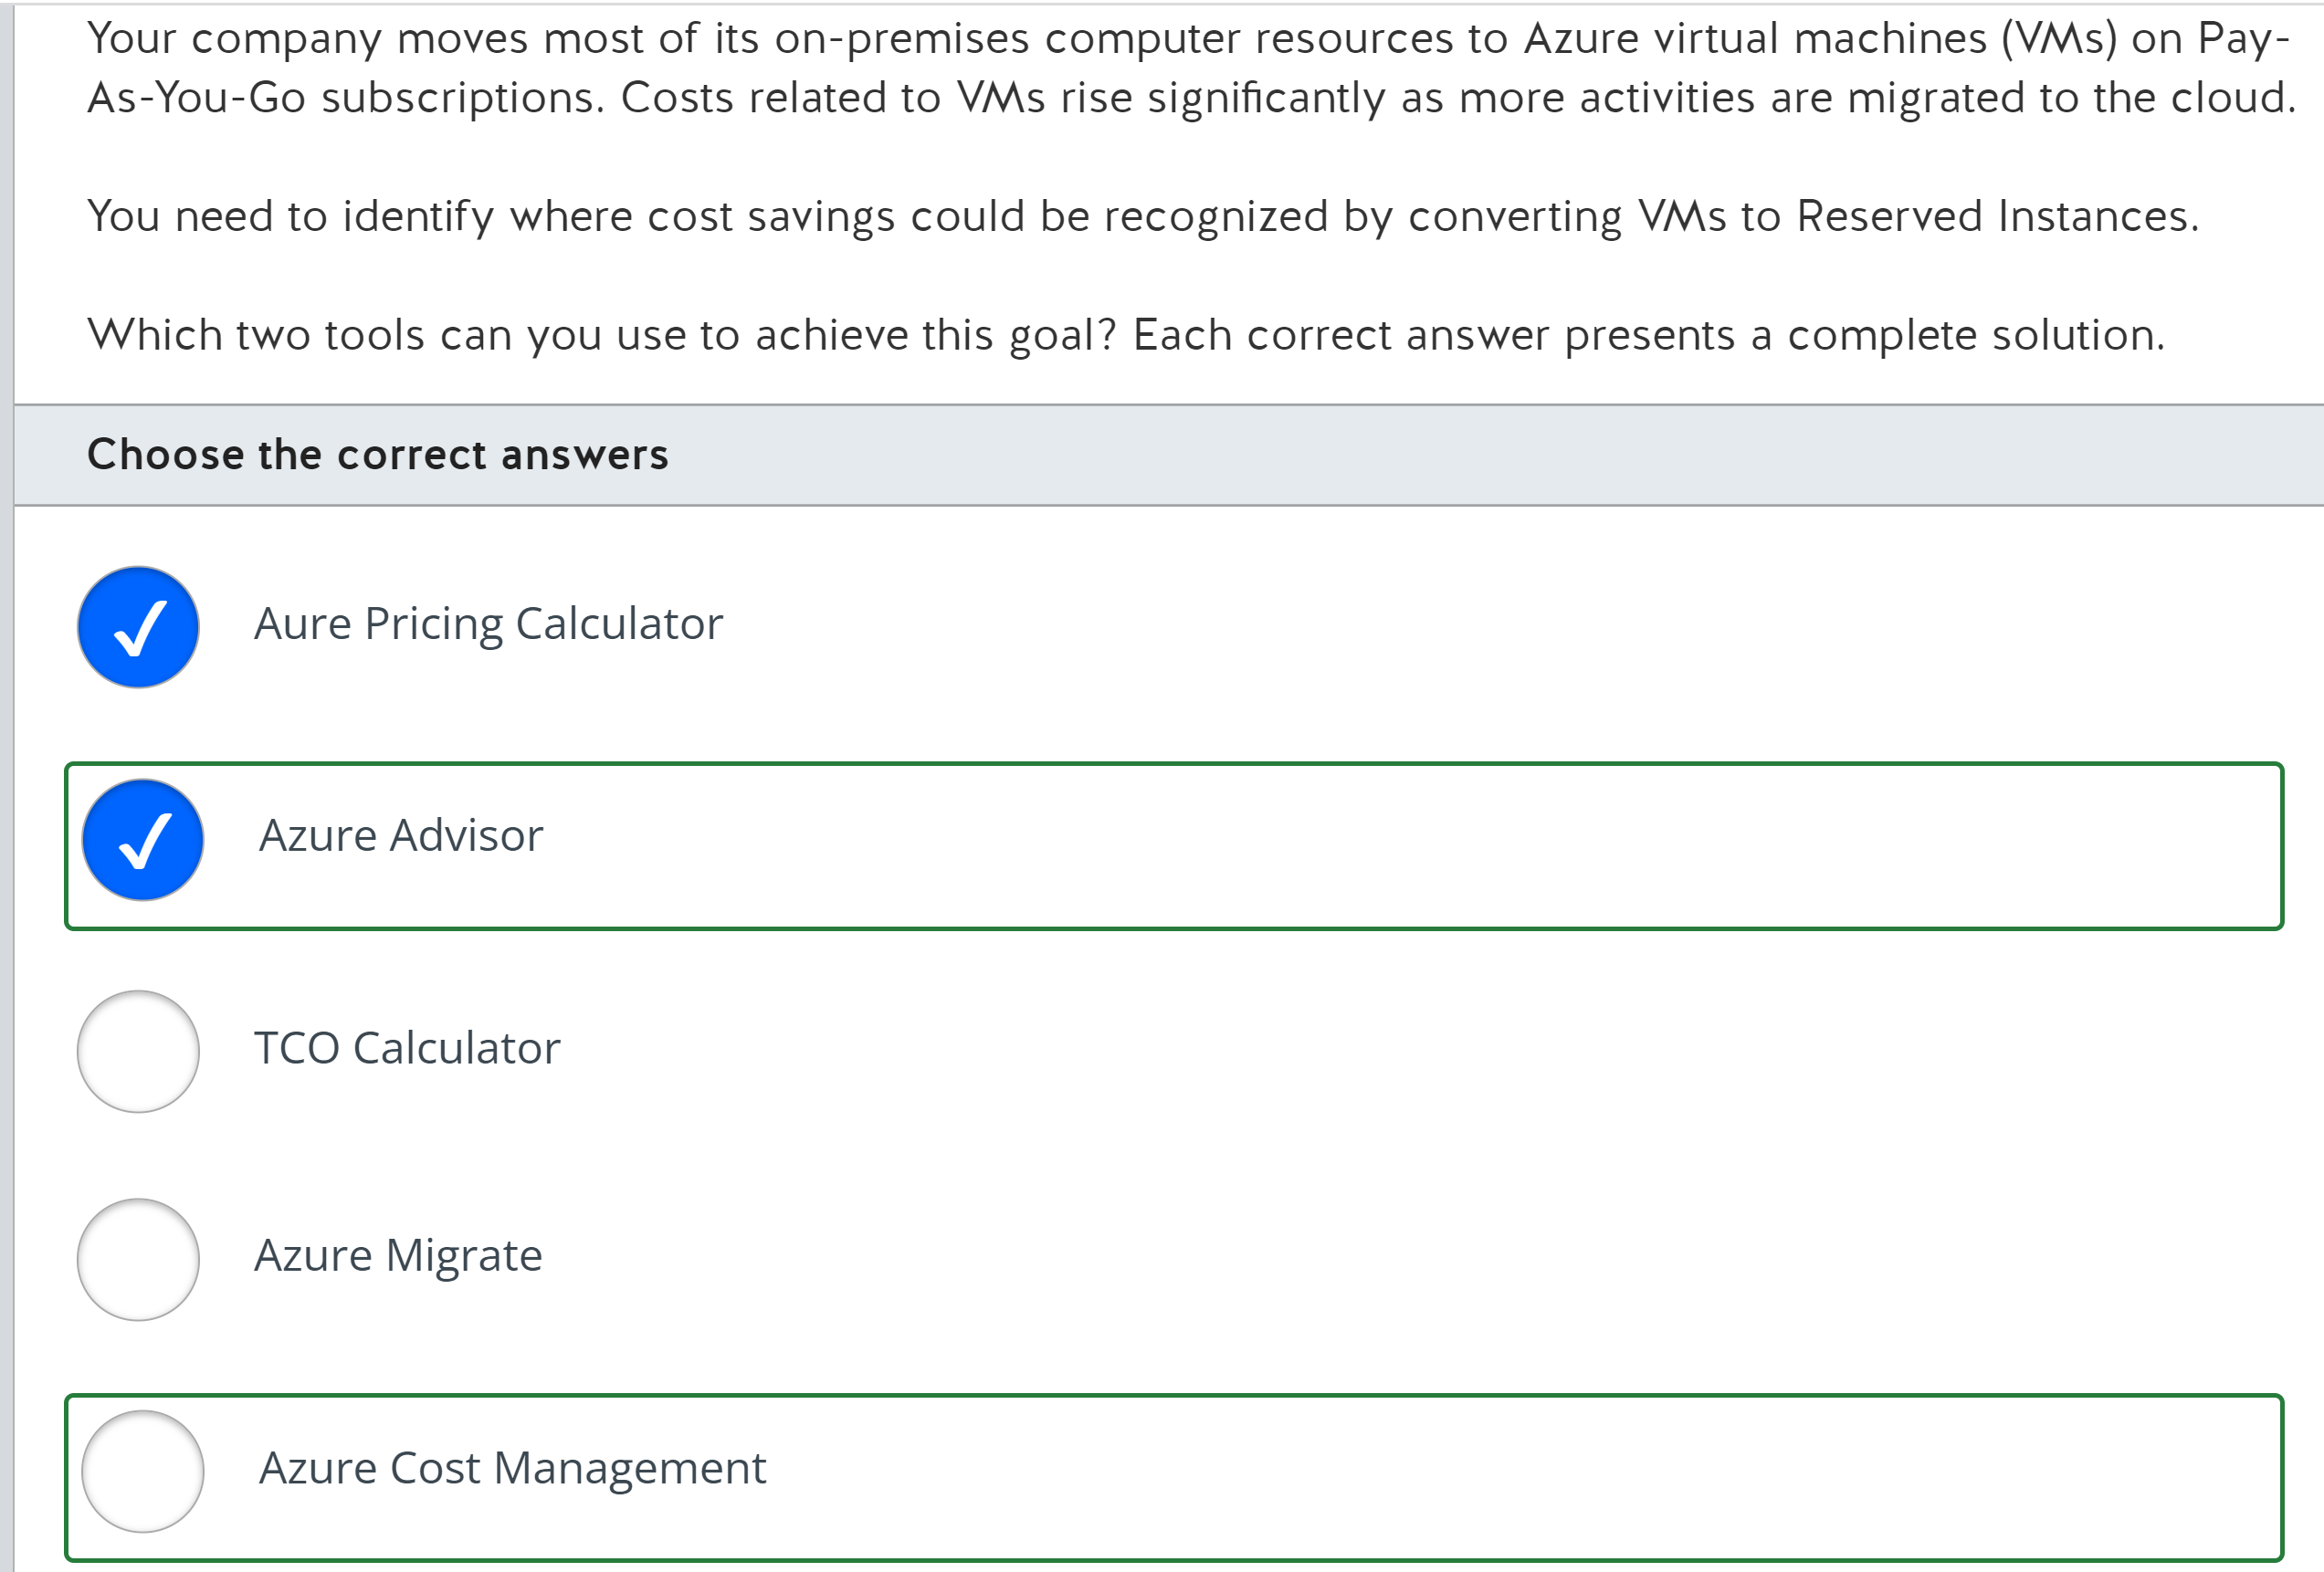 Your company moves most of its on-premises computer resources to Azure virtual machines (VMs) on Pay-
As-You-Go subscriptions. Costs related to VMs rise significantly as more activities are migrated to the cloud.
You need to identify where cost savings could be recognized by converting VMs to Reserved Instances.
Which two tools can you use to achieve this goal? Each correct answer presents a complete solution.
Choose the correct answers
Aure Pricing Calculator
Azure Advisor
TCO Calculator
Azure Migrate
Azure Cost Management